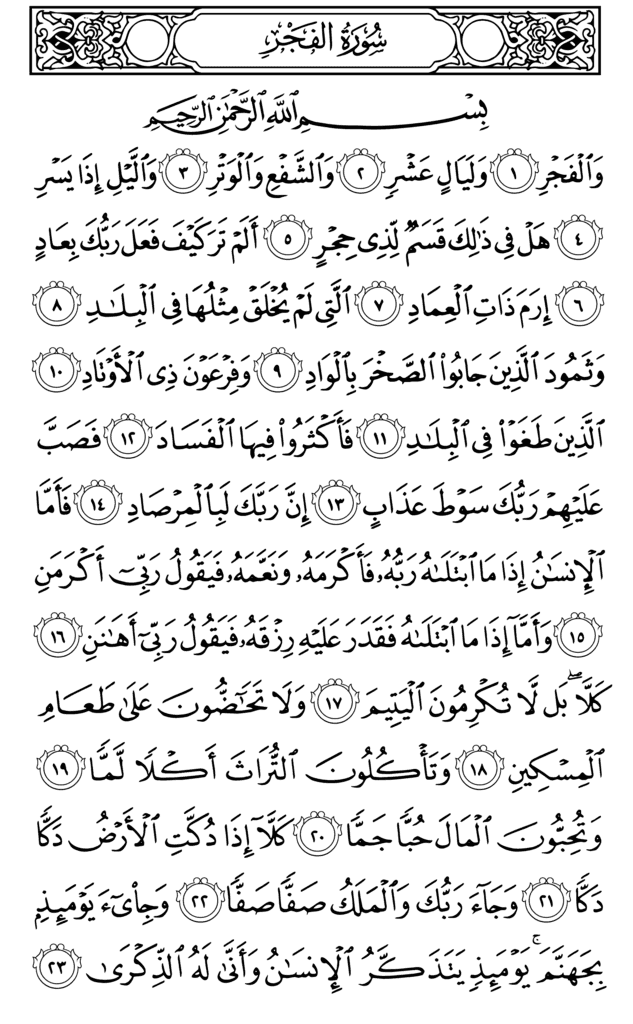 سُورَةُ الفَجْرِ
بِسْمِ ٱللَّهِ ٱلرَّحْمَٰنِ ٱلرَّحِيمِ
وَٱلْفَجْرِ ١ وَلَيَالٍ عَشْرٍ ٢ وَٱلشَّفْعِ وَٱلْوَتْرِ ٣ وَٱلَّيْلِ إِذَا يَسْرِ
٤ هَلْ فِى ذَٰلِكَ قَسَمٌ لِّذِى حِجْرٍ ٥ أَلَمْ تَرَ كَيْفَ فَعَلَ رَبُّكَ بِعَادٍ
٦ إِرَمَ ذَاتِ ٱلْعِمَادِ ٧ ٱلَّتِى لَمْ يُخْلَقْ مِثْلُهَا فِى ٱلْبِلَٰدِ ٨
وَثَمُودَ ٱلَّذِينَ جَابُوا۟ ٱلصَّخْرَ بِٱلْوَادِ ٩ وَفِرْعَوْنَ ذِى ٱلْأَوْتَادِ ١٠
ٱلَّذِينَ طَغَوْا۟ فِى ٱلْبِلَٰدِ ١١ فَأَكْثَرُوا۟ فِيهَا ٱلْفَسَادَ ١٢ فَصَبَّ
عَلَيْهِمْ رَبُّكَ سَوْطَ عَذَابٍ ١٣ إِنَّ رَبَّكَ لَبِٱلْمِرْصَادِ ١٤ فَأَمَّا
ٱلْإِنسَٰنُ إِذَا مَا ٱبْتَلَىٰهُ رَبُّهُۥ فَأَكْرَمَهُۥ وَنَعَّمَهُۥ فَيَقُولُ رَبِّىٓ أَكْرَمَنِ
١٥ وَأَمَّآ إِذَا مَا ٱبْتَلَىٰهُ فَقَدَرَ عَلَيْهِ رِزْقَهُۥ فَيَقُولُ رَبِّىٓ أَهَٰنَنِ ١٦
كَلَّا ۖ بَل لَّا تُكْرِمُونَ ٱلْيَتِيمَ ١٧ وَلَا تَحَٰٓضُّونَ عَلَىٰ طَعَامِ
ٱلْمِسْكِينِ ١٨ وَتَأْكُلُونَ ٱلتُّرَاثَ أَكْلًا لَّمًّا ١٩
وَتُحِبُّونَ ٱلْمَالَ حُبًّا جَمًّا ٢٠ كَلَّآ إِذَا دُكَّتِ ٱلْأَرْضُ دَكًّا
دَكًّا ٢١ وَجَآءَ رَبُّكَ وَٱلْمَلَكُ صَفًّا صَفًّا ٢٢ وَجِا۟ىٓءَ يَوْمَئِذٍۭ
بِجَهَنَّمَ ۚ يَوْمَئِذٍ يَتَذَكَّرُ ٱلْإِنسَٰنُ وَأَنَّىٰ لَهُ ٱلذِّكْرَىٰ ٢٣